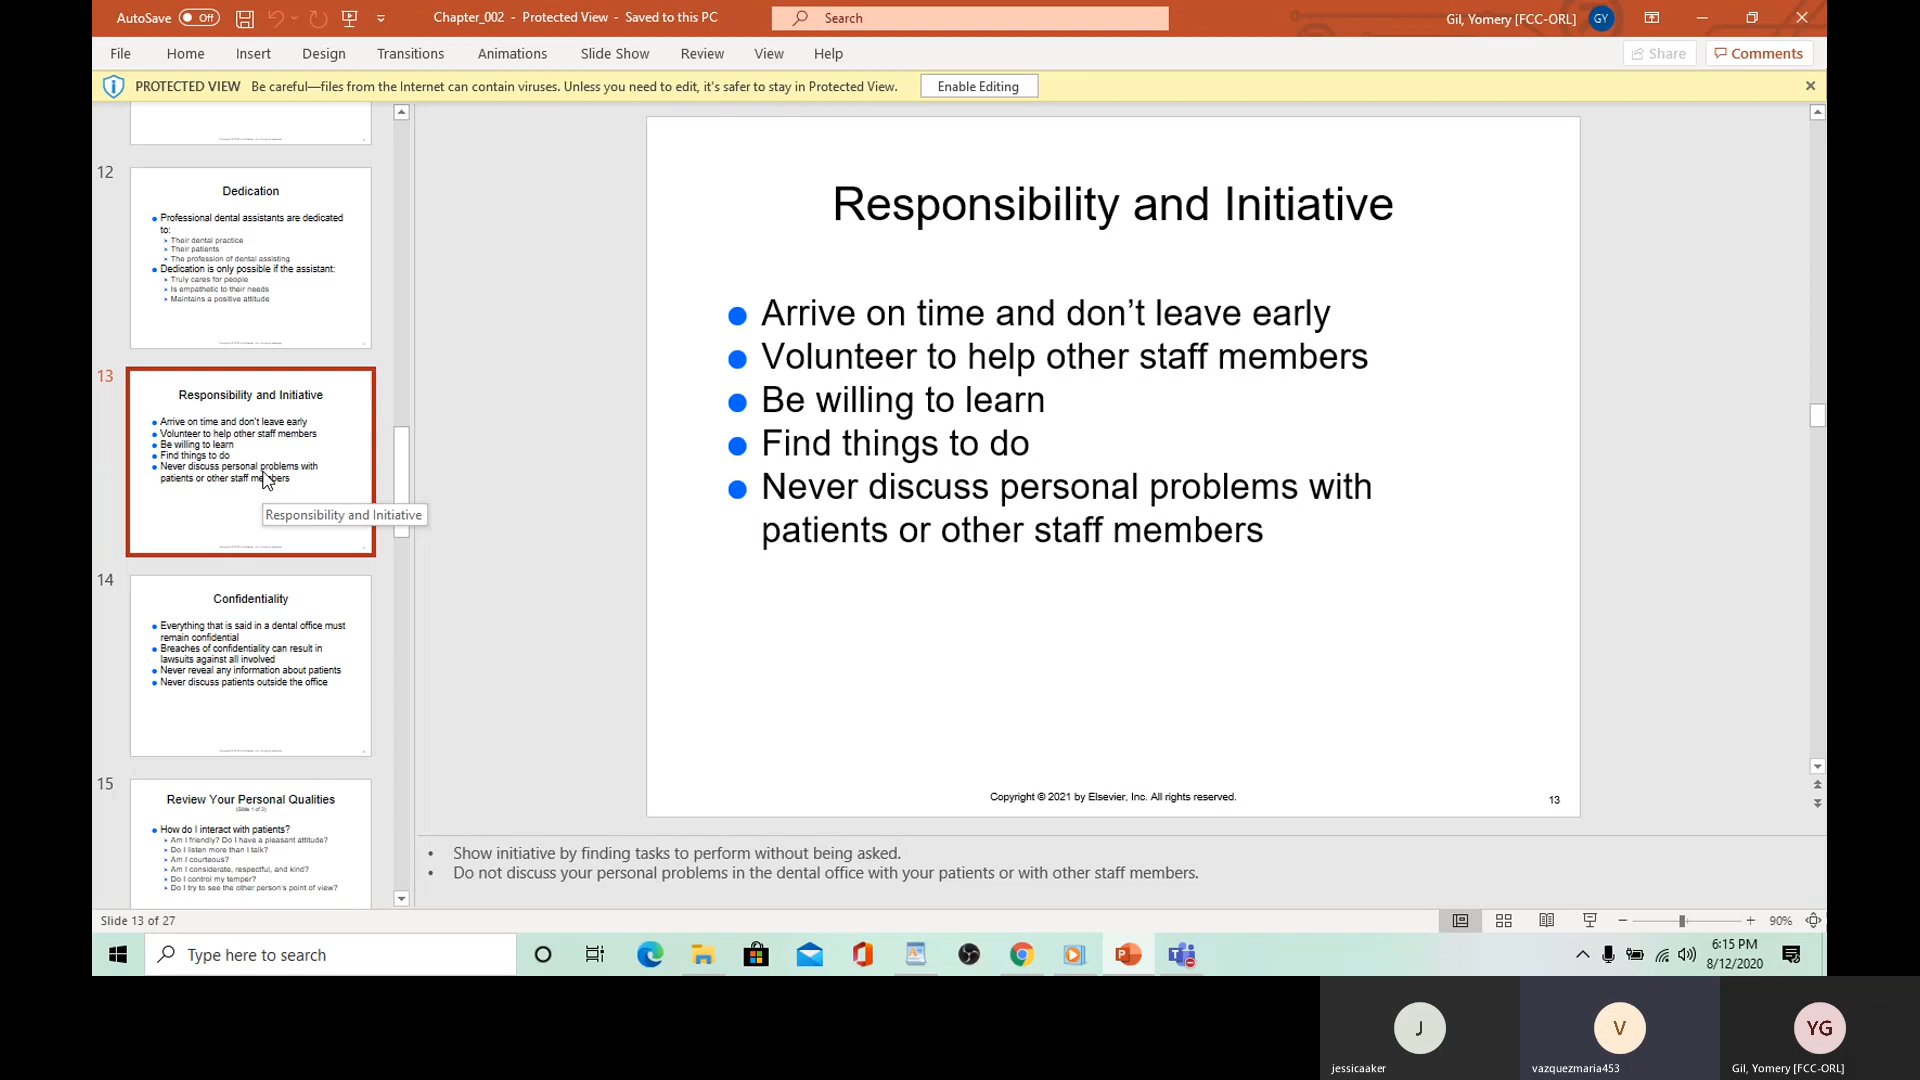 AutoSave Off
Chapter_002 - Protected View - Saved to this PC
Search
Gil, Yomery [FCC-ORL] GY
File Home Insert Design Transitions Animations Slide Show Review View Help
Share Comments
PROTECTED VIEW Be careful—files from the Internet can contain viruses. Unless you need to edit, it's safer to stay in Protected View. Enable Editing
12
Dedication
Professional dental assistants are dedicated
to:
Their dental practice
Their patients
The profession of dental assisting
Dedication is only possible if the assistant:
Truly cares for people
Is empathetic to their needs
Maintains a positive attitude
13
Responsibility and Initiative
Arrive on time and don't leave early
Volunteer to help other staff members
Be willing to learn
Find things to do
Never discuss personal problems with
patients or other staff members
Responsibility and Initiative
14
Confidentiality
Everything that is said in a dental office must
remain confidential
Breaches of confidentiality can result in
lawsuits against all involved
Never reveal any information about patients
Never discuss patients outside the office
15
Review Your Personal Qualities
(Slide 1 of 2)
How do I interact with patients?
Am I friendly? Do I have a pleasant attitude?
Do I listen more than I talk?
Am I courteous?
Am I considerate, respectful, and kind?
Do I control my temper?
Do I try to see the other person's point of view?
Responsibility and Initiative
Arrive on time and don't leave early
Volunteer to help other staff members
Be willing to learn
Find things to do
Never discuss personal problems with
patients or other staff members
Copyright © 2021 by Elsevier, Inc. All rights reserved.
13
Show initiative by finding tasks to perform without being asked.
Do not discuss your personal problems in the dental office with your patients or with other staff members.
Slide 13 of 27
90%
Type here to search
6:15 PM
8/12/2020
J
V
YG
jessicaaker
vazquezmaria453
Gil, Yomery [FCC-ORL]